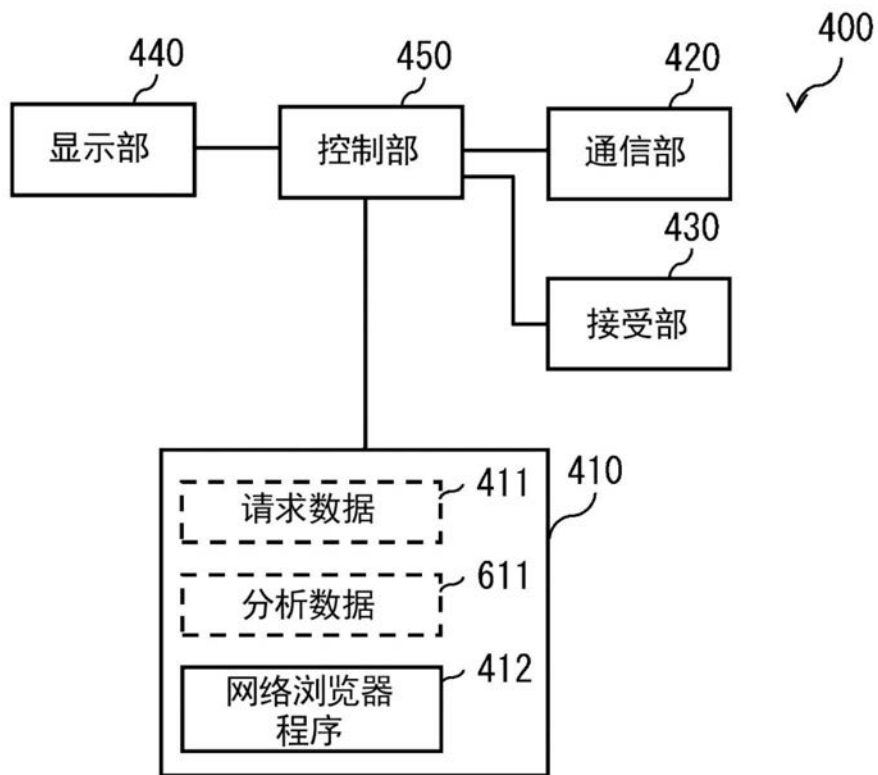 440
450
420
400
显示部
控制部
通信部
430
接受部
410
请求数据
411
分析数据
611
网络浏览器
程序
412